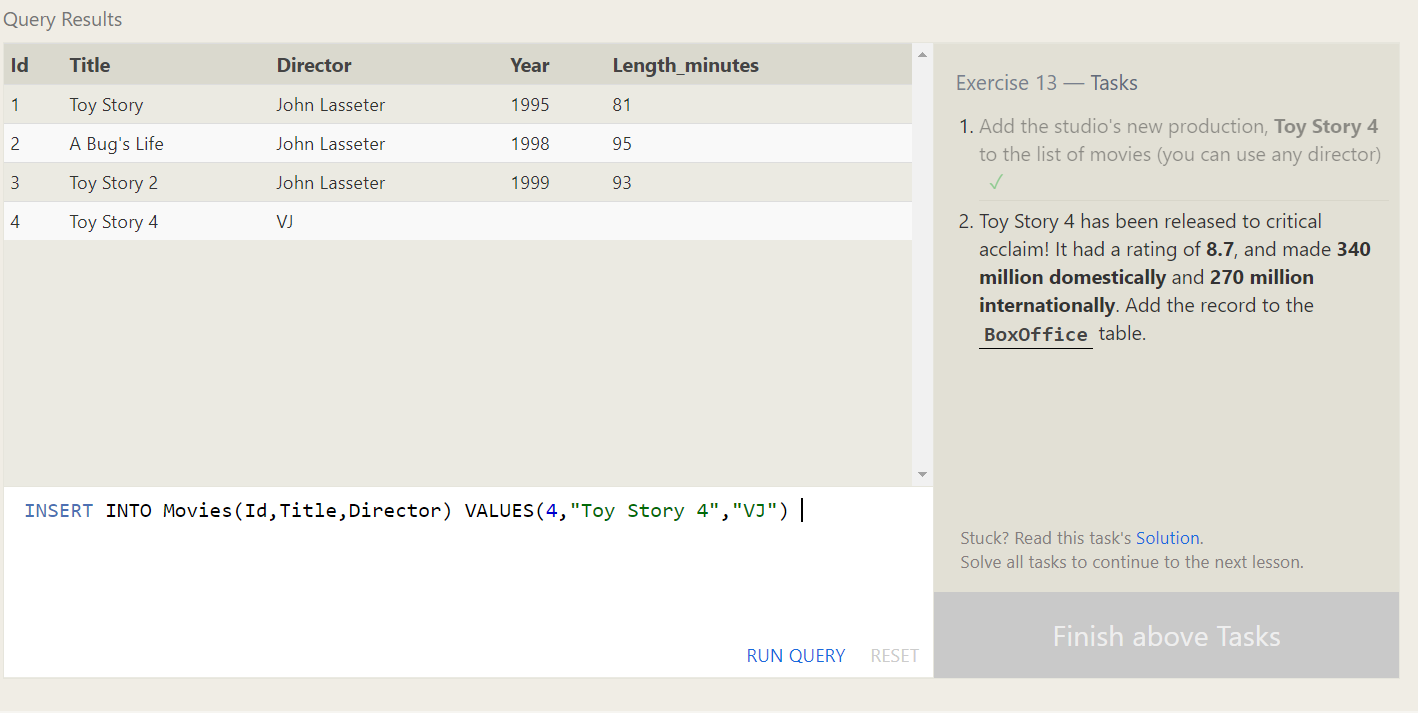 Query Results
Id Title Director Year Length_minutes
1 Toy Story John Lasseter 1995 81
2 A Bug's Life John Lasseter 1998 95
3 Toy Story 2 John Lasseter 1999 93
4 Toy Story 4 VJ
INSERT INTO Movies(Id,Title,Director) VALUES(4,"Toy Story 4","VJ")
RUN QUERY RESET
Exercise 13 — Tasks
1. Add the studio's new production, Toy Story 4
to the list of movies (you can use any director)
✓
2. Toy Story 4 has been released to critical
acclaim! It had a rating of 8.7, and made 340
million domestically and 270 million
internationally. Add the record to the
BoxOffice table.
Stuck? Read this task's Solution.
Solve all tasks to continue to the next lesson.
Finish above Tasks